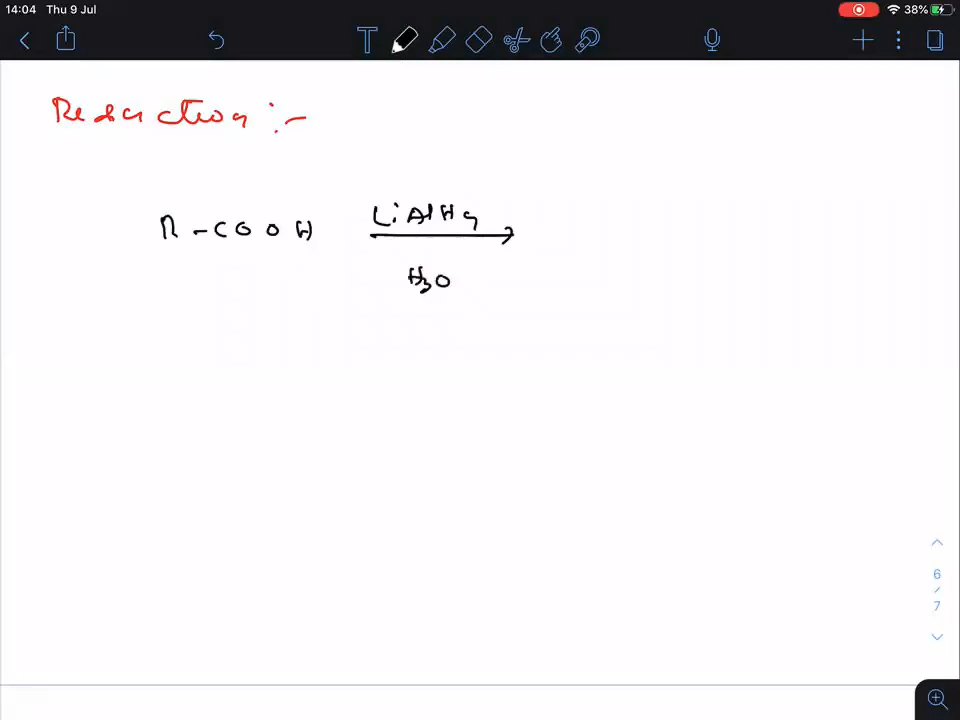 14:04 Thu 9 Jul 38%
Reduction :-
R-COOH LiAlH4
H3O
6
/
7